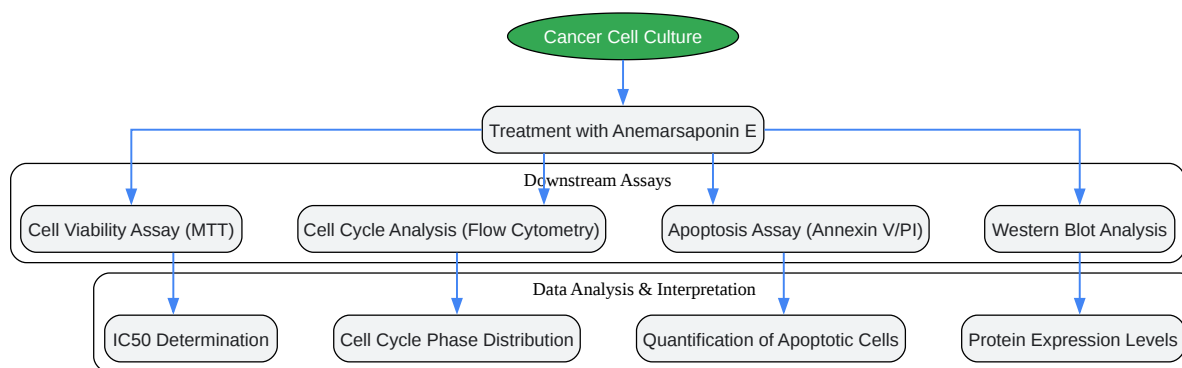 Cancer Cell Culture
Treatment with Anemarsaponin E
Downstream Assays
Cell Viability Assay (MTT)
Cell Cycle Analysis (Flow Cytometry)
Apoptosis Assay (Annexin V/PI)
Western Blot Analysis
Data Analysis & Interpretation
IC50 Determination
Cell Cycle Phase Distribution
Quantification of Apoptotic Cells
Protein Expression Levels